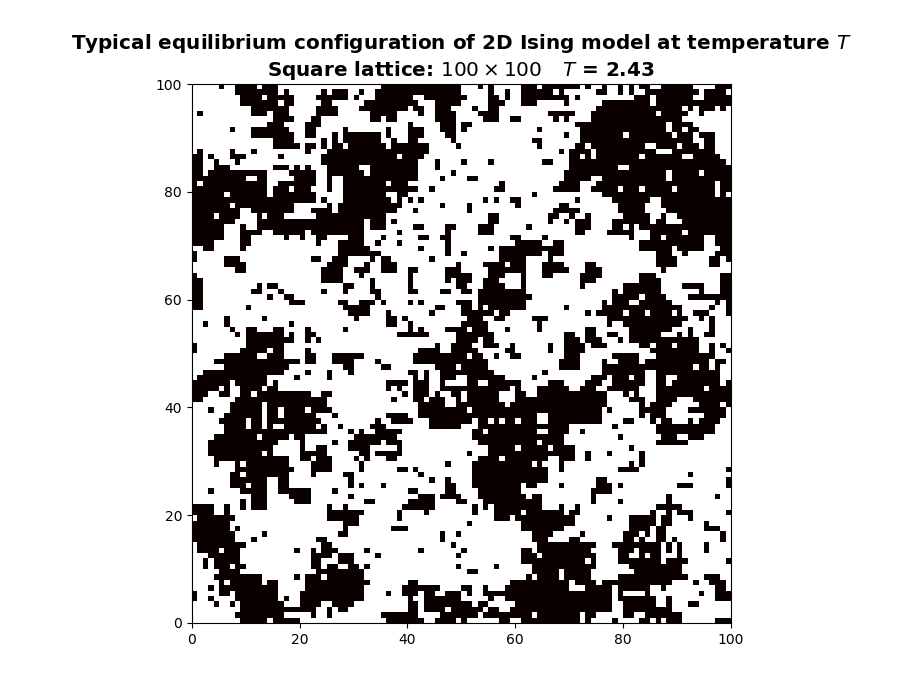 Typical equilibrium configuration of 2D Ising model at temperature T
Square lattice: 100 × 100 T = 2.43
100
80
60
40
20
0
0 20 40 60 80 100